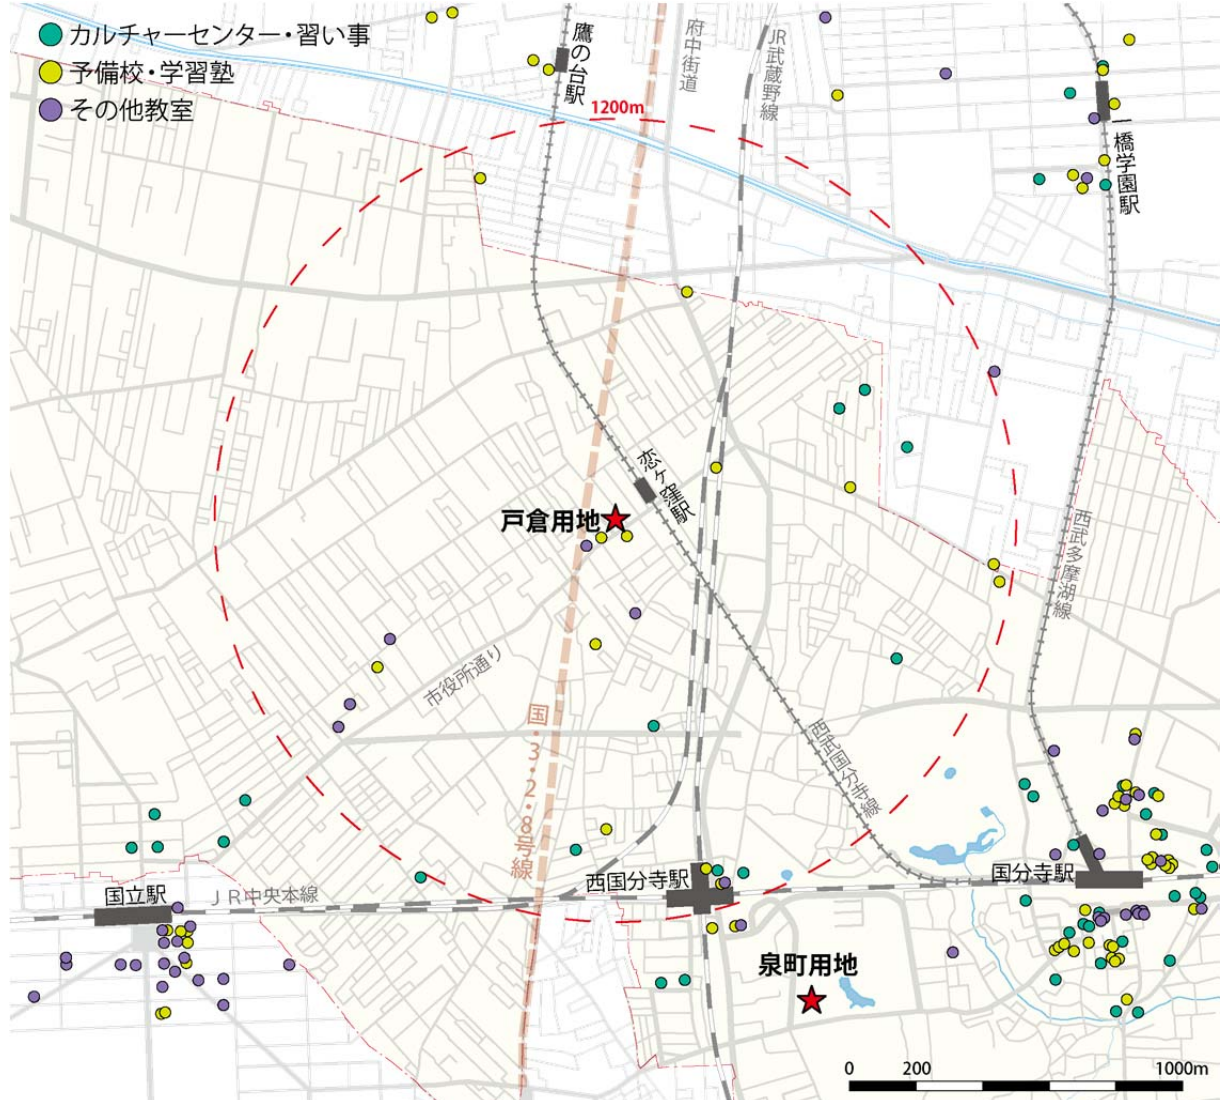 カルチャーセンター・習い事
予備校・学習塾
その他教室
鷹の台駅
府中街道
JR武蔵野線
1200m
一橋学園駅
恋ヶ窪駅
戸倉用地
西武多摩湖線
市役所通り
国・3・2・8号線
西武国分寺線
国立駅
JR中央本線
西国分寺駅
国分寺駅
泉町用地
0 200 1000m